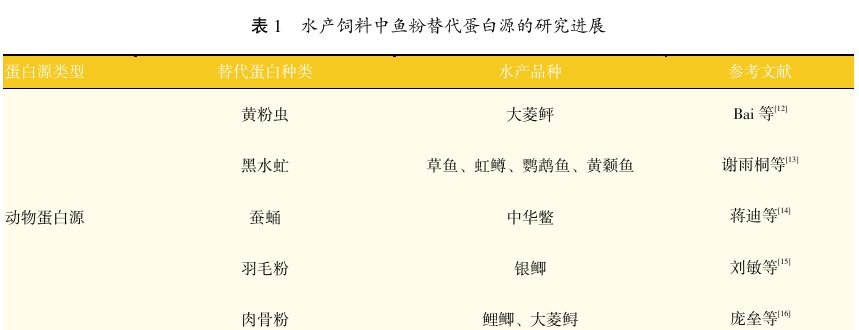 表 1 水产饲料中鱼粉替代蛋白源的研究进展
蛋白源类型 替代蛋白种类 水产品种 参考文献
黄粉虫 大菱鲆 Bai 等[12]
黑水虻 草鱼、虹鳟、鹦鹉鱼、黄颡鱼 谢雨桐等[13]
动物蛋白源 蚕蛹 中华鳖 蒋迪等[14]
羽毛粉 银鲫 刘敏等[15]
肉骨粉 鲤鲫、大菱鲟 庞垒等[16]